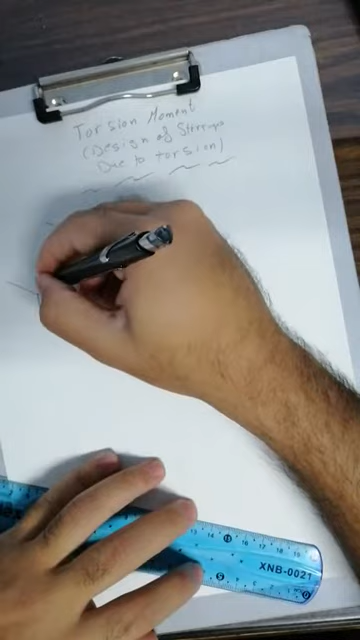 Torsion Moment
(Design of Stirrups
Due to torsion)
XNB-0021